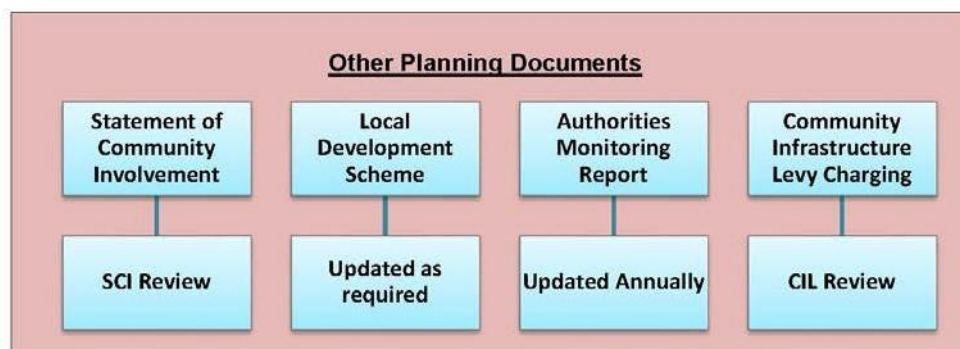 Other Planning Documents
Statement of
Community
Involvement
Local
Development
Scheme
Authorities
Monitoring
Report
Community
Infrastructure
Levy Charging
SCI Review
Updated as
required
Updated Annually
CIL Review